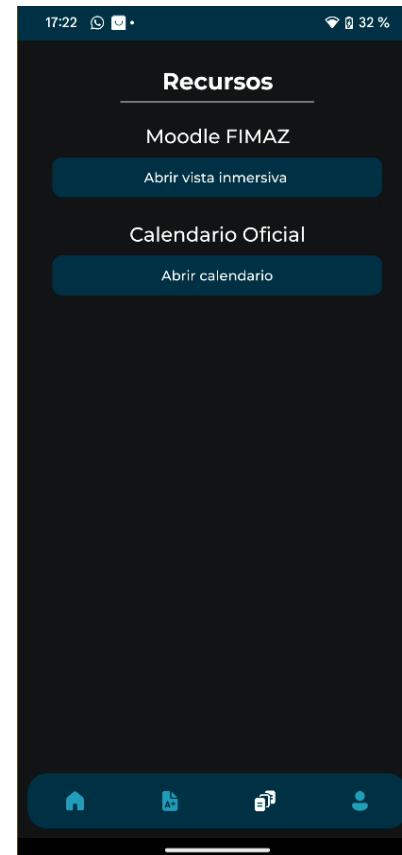 17:22
32 %
Recursos
Moodle FIMAZ
Abrir vista inmersiva
Calendario Oficial
Abrir calendario
A+